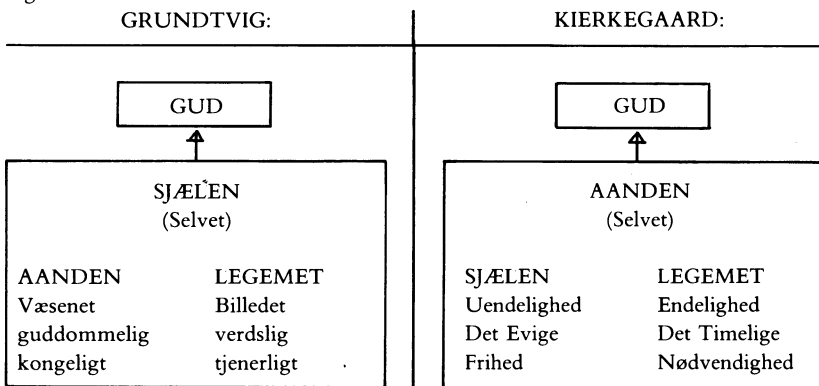 GRUNDTVIG: KIERKEGAARD:
GUD GUD
SJÆLEN AANDEN
(Selvet) (Selvet)
AANDEN LEGEMET SJÆLEN LEGEMET
Væsenet Billedet Uendelighed Endelighed
guddommelig verdslig Det Evige Det Timelige
kongeligt tjenerligt Frihed Nødvendighed